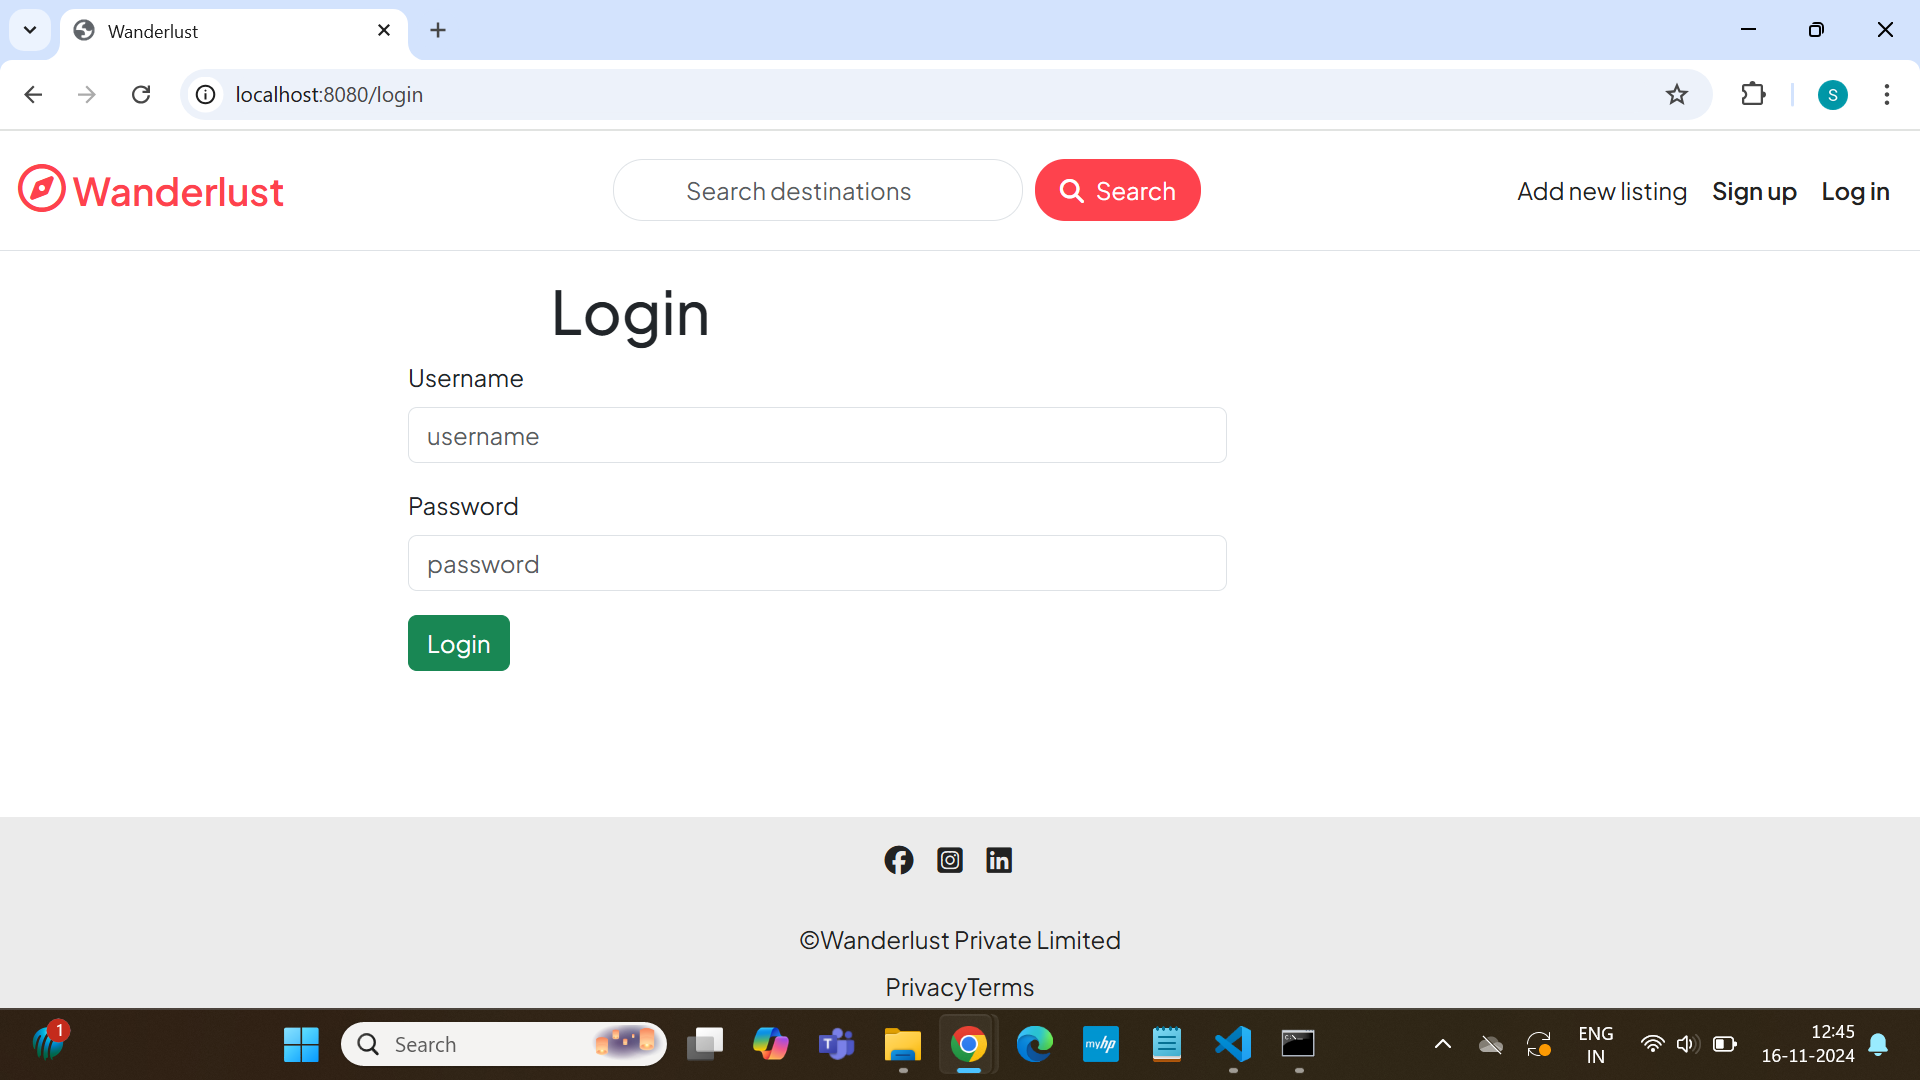 Wanderlust
localhost:8080/login
S
Wanderlust
Search destinations
Search
Add new listing
Sign up
Log in
Login
Username
username
Password
password
Login
©Wanderlust Private Limited
PrivacyTerms
1
Search
T
myhp
C:\
ENG
IN
12:45
16-11-2024